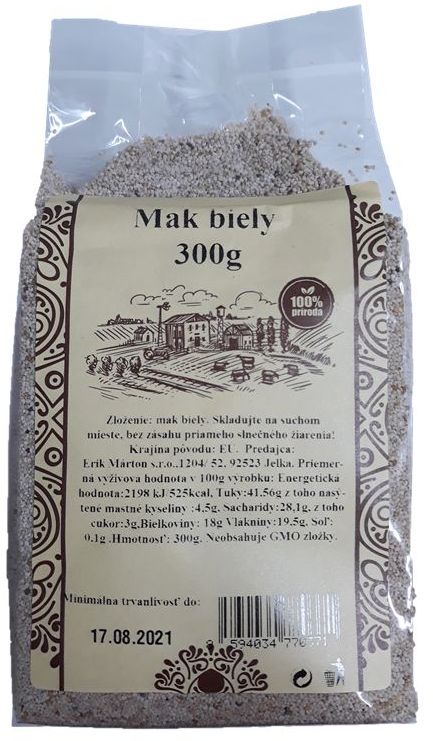 Mak biely
300g
100%
príroda
Zloženie: mak biely. Skladujte na suchom
mieste, bez zásahu priameho slnečného žiarenia!
Krajina pôvodu: EU. Predajca:
Erik Márton s.r.o.,1204/ 52, 92523 Jelka. Priemer-
ná výživova hodnota v 100g výrobku: Energetická
hodnota:2198 kJ 525kcal, Tuky:41.56g z toho nasý-
tené mastné kyseliny :4,5g, Sacharidy:28,1g, z toho
cukor:3g,Bielkoviny: 18g Vlákniny:19,5g, Soľ:
0.1g .Hmotnosť: 300g. Neobsahuje GMO zložky.
Minimálna trvanlivosť do:
17.08.2021